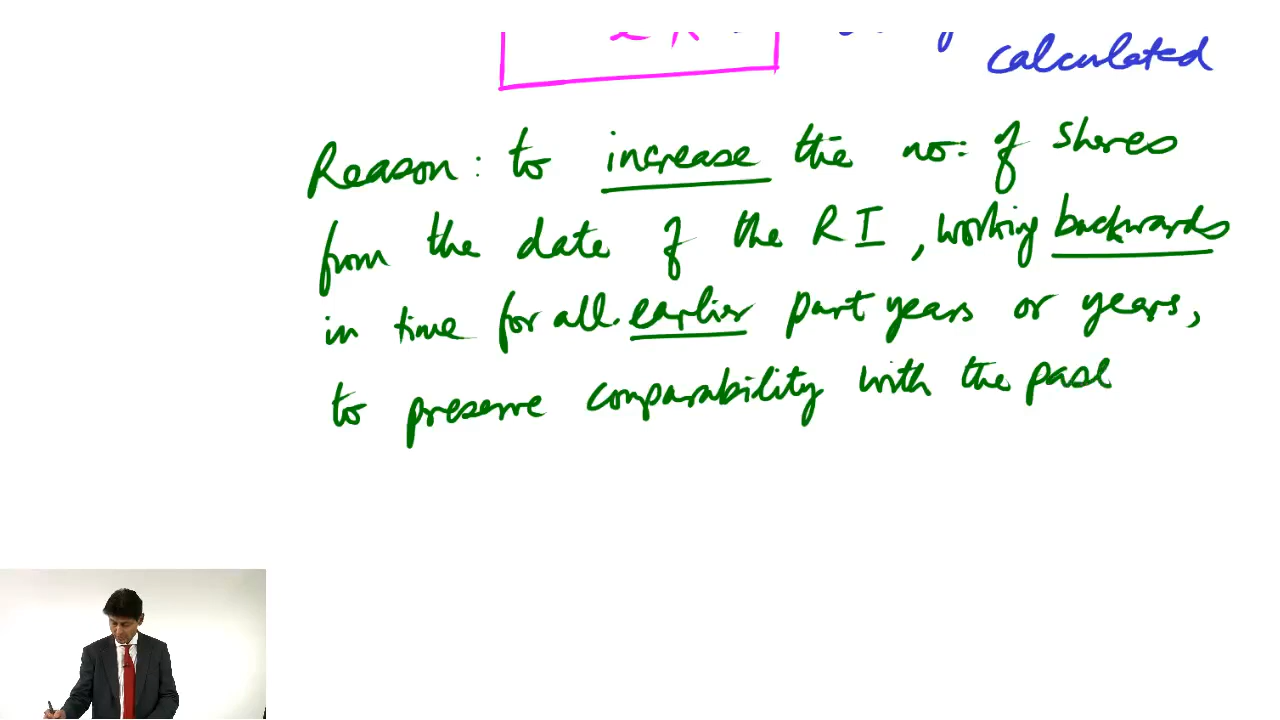 calculated
Reason: to increase the no: of shares
from the date of the RI, working backwards
in time for all earlier part years or years,
to preserve comparability with the past